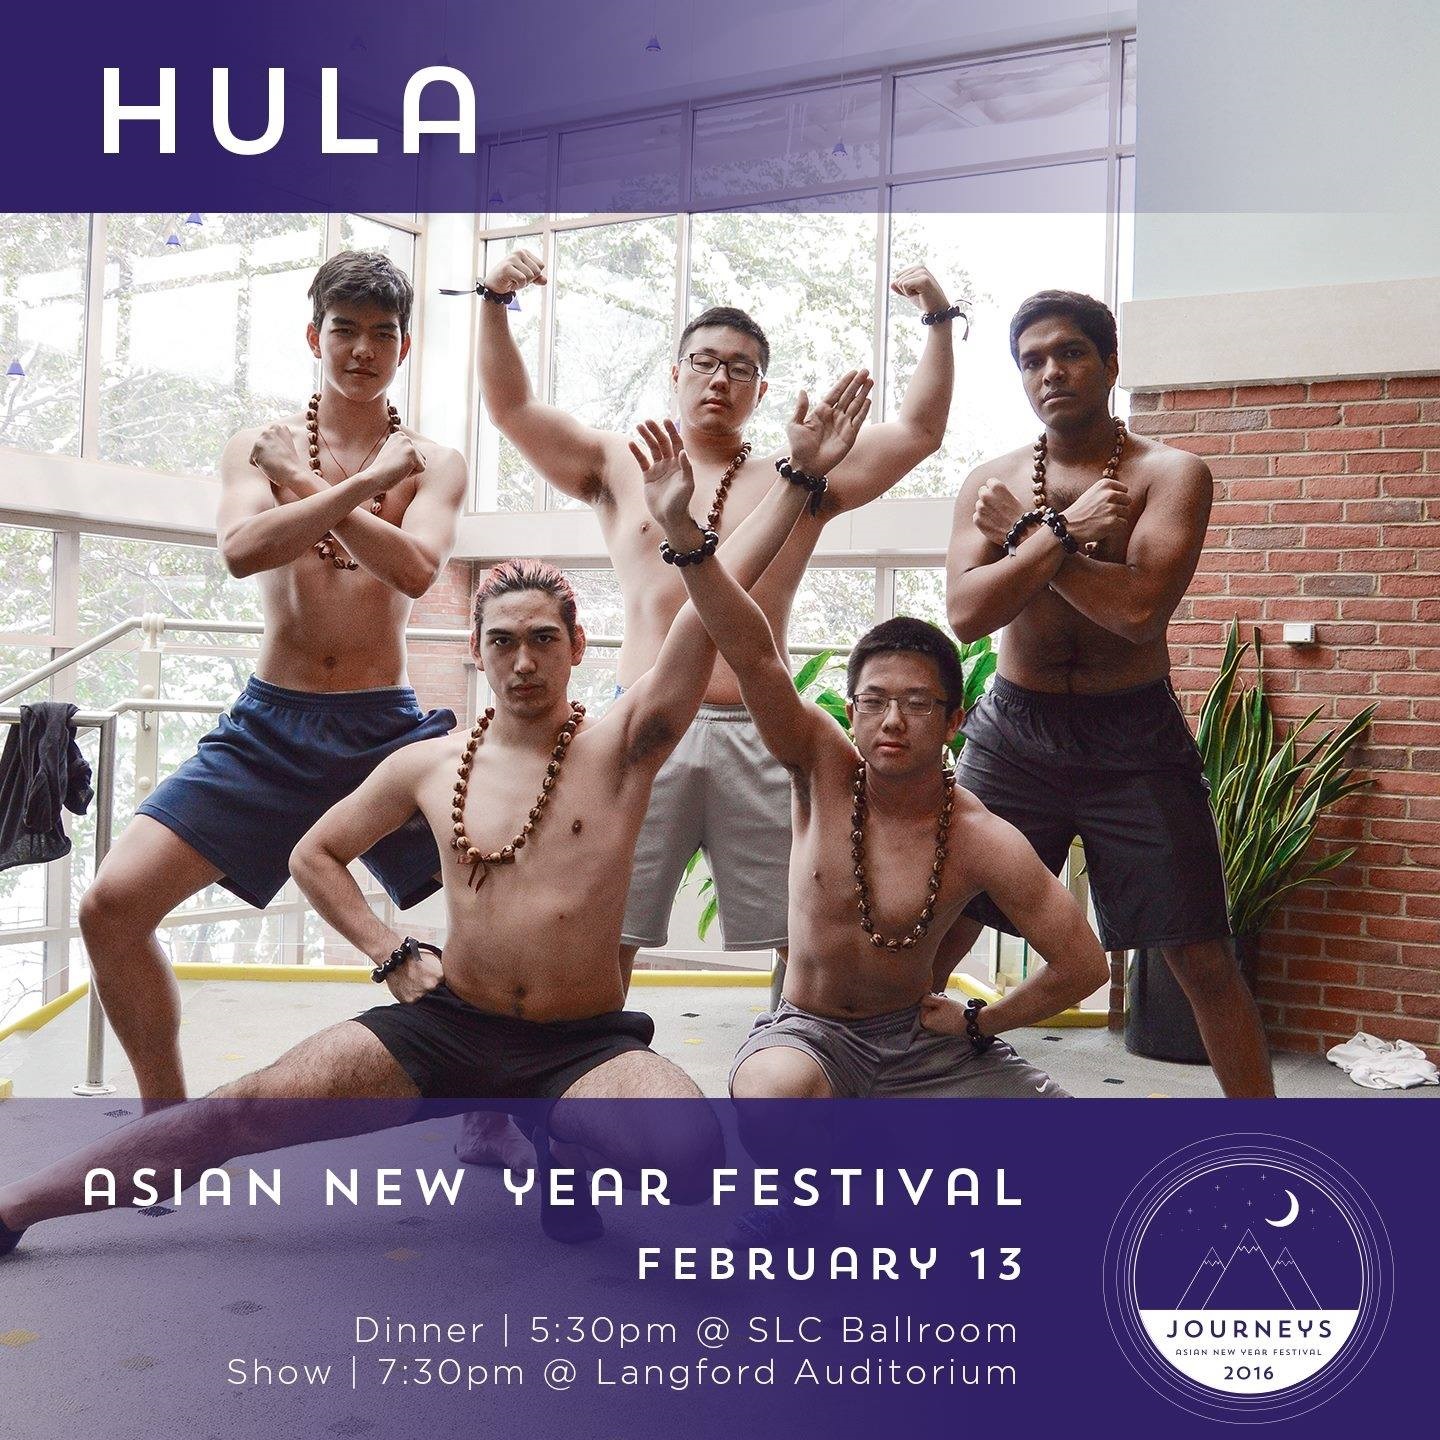 HULA
ASIAN NEW YEAR FESTIVAL
FEBRUARY 13
Dinner | 5:30pm @ SLC Ballroom
Show | 7:30pm @ Langford Auditorium
JOURNEYS
ASIAN NEW YEAR FESTIVAL
2016